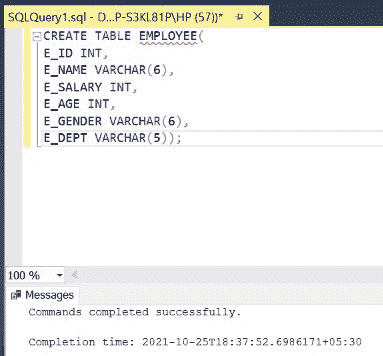 SQLQuery1.sql - D...P-S3KL81P\HP (57))*
CREATE TABLE EMPLOYEE(
E_ID INT,
E_NAME VARCHAR(6),
E_SALARY INT,
E_AGE INT,
E_GENDER VARCHAR(6),
E_DEPT VARCHAR(5));
100 %
Messages
Commands completed successfully.
Completion time: 2021-10-25T18:37:52.6986171+05:30